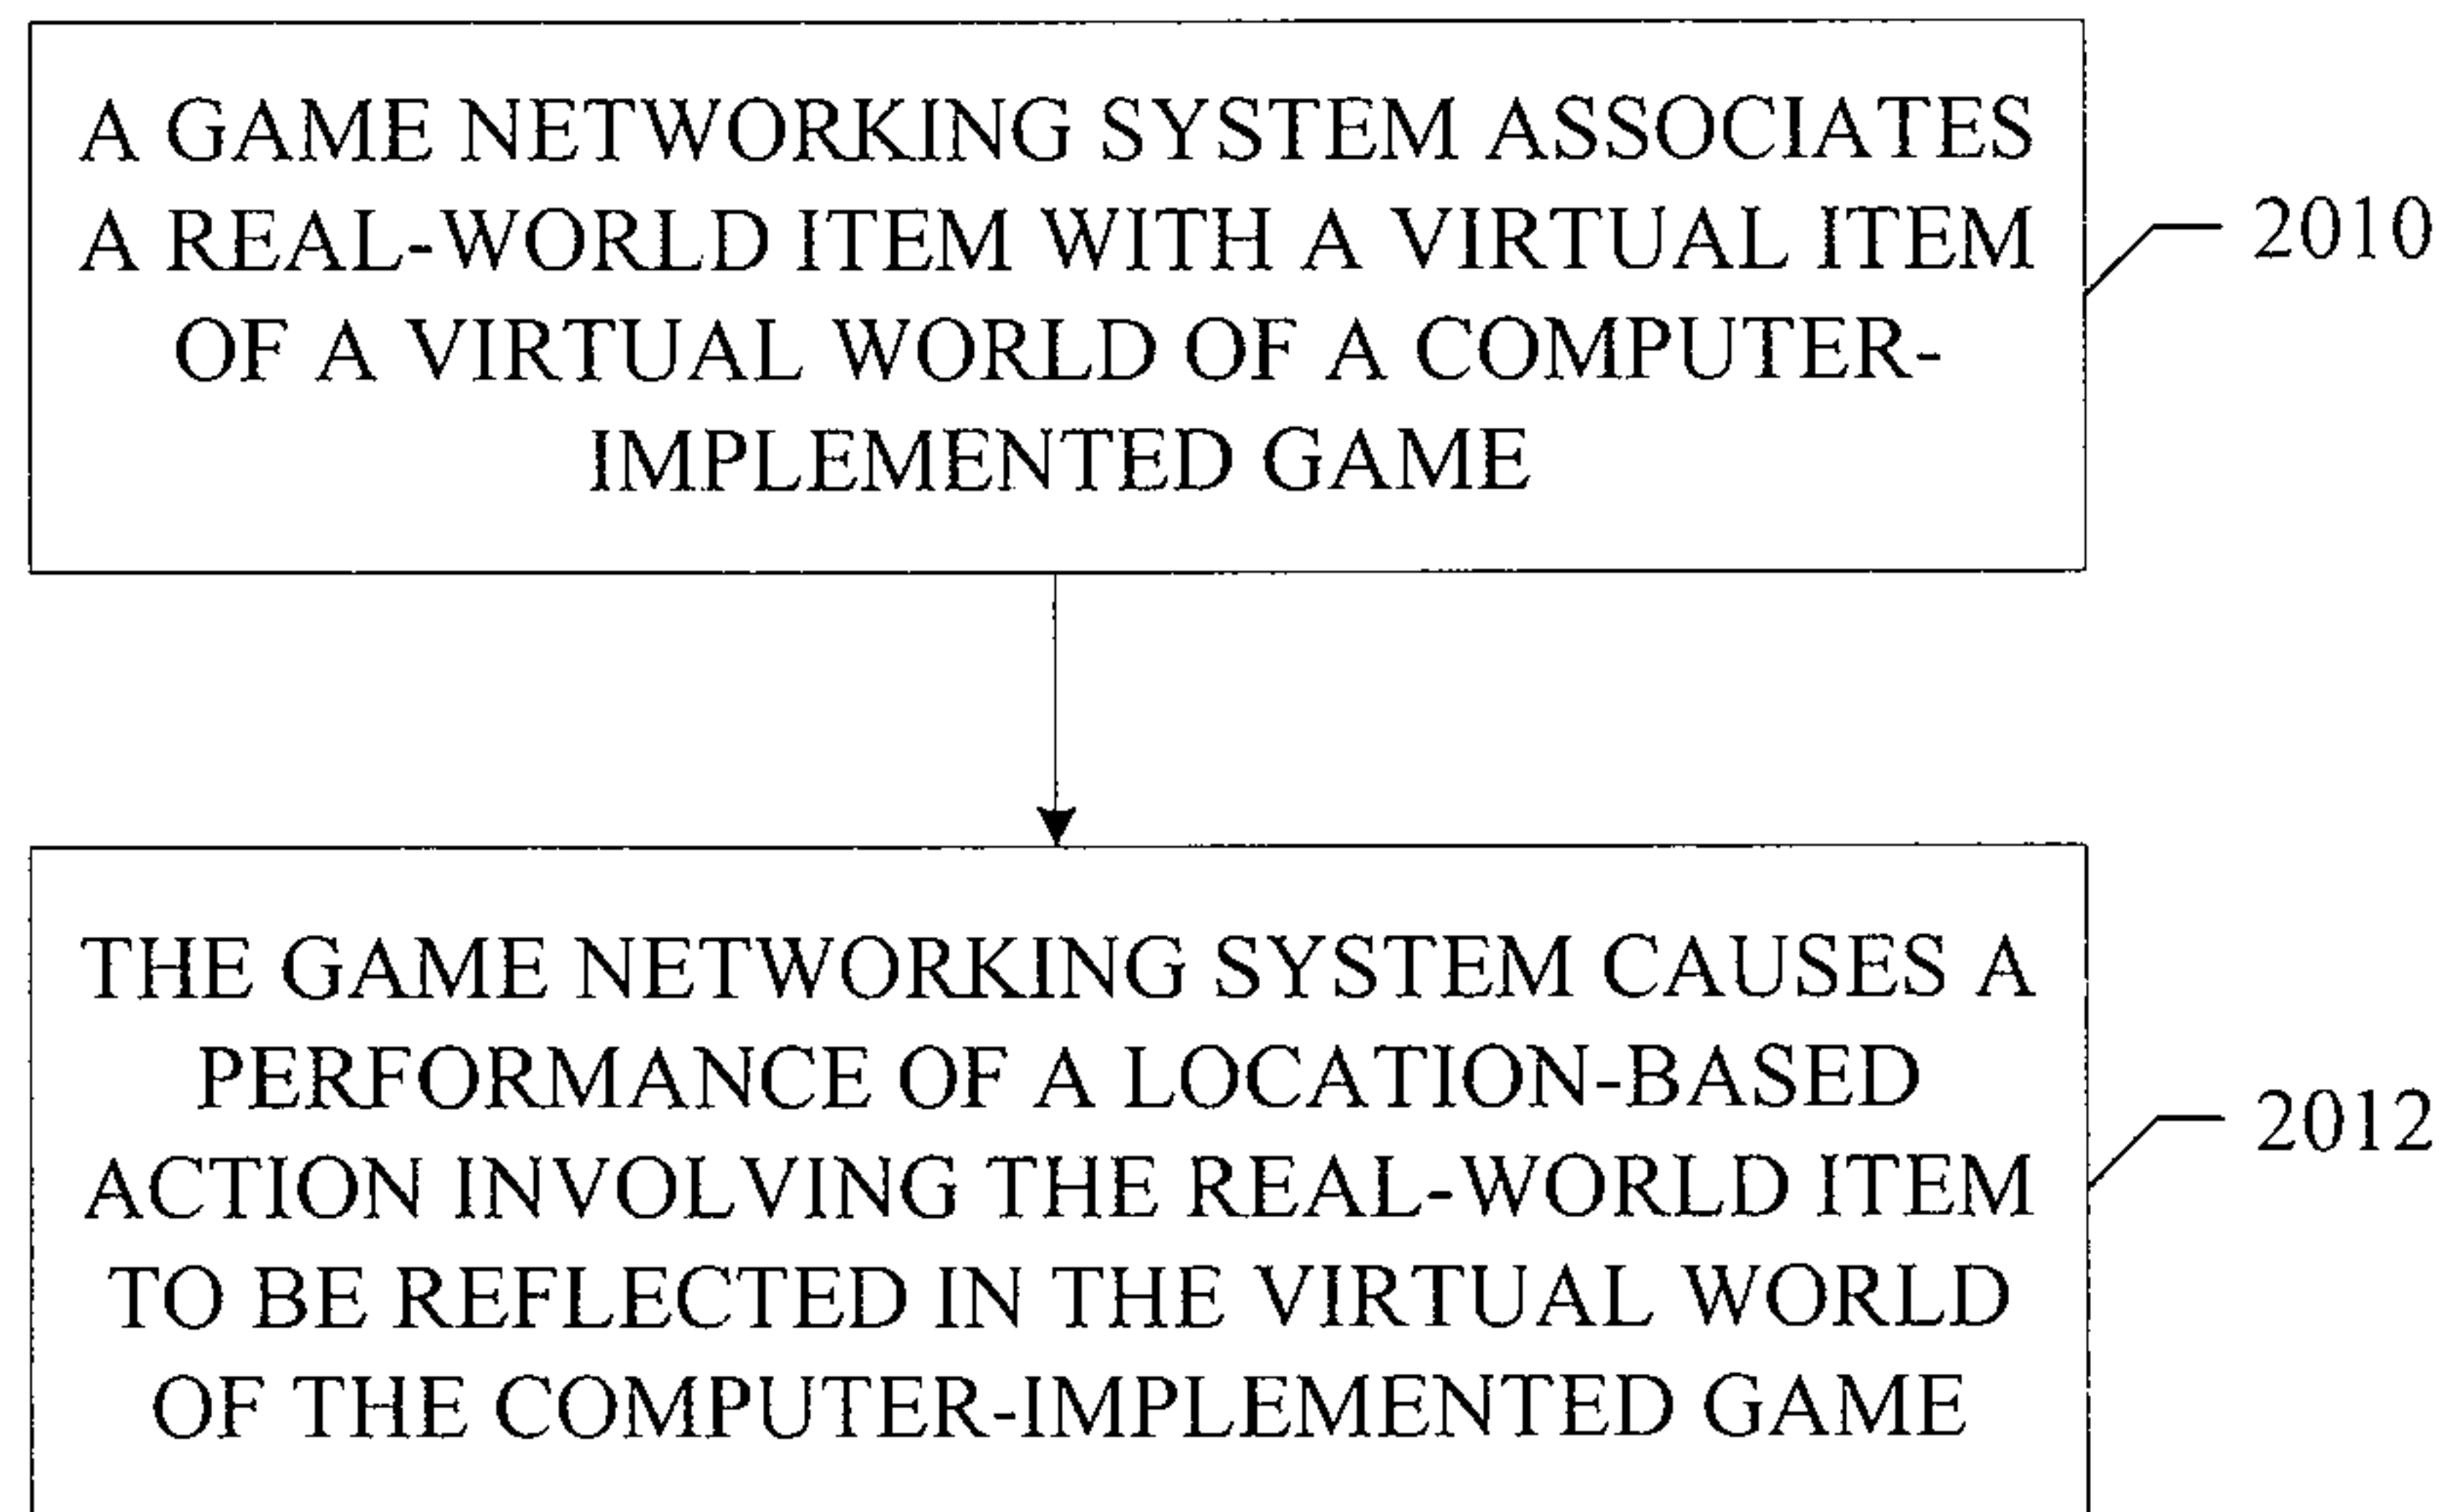 A GAME NETWORKING SYSTEM ASSOCIATES
A REAL-WORLD ITEM WITH A VIRTUAL ITEM
OF A VIRTUAL WORLD OF A COMPUTER-
IMPLEMENTED GAME
2010
THE GAME NETWORKING SYSTEM CAUSES A
PERFORMANCE OF A LOCATION-BASED
ACTION INVOLVING THE REAL-WORLD ITEM
TO BE REFLECTED IN THE VIRTUAL WORLD
OF THE COMPUTER-IMPLEMENTED GAME
2012